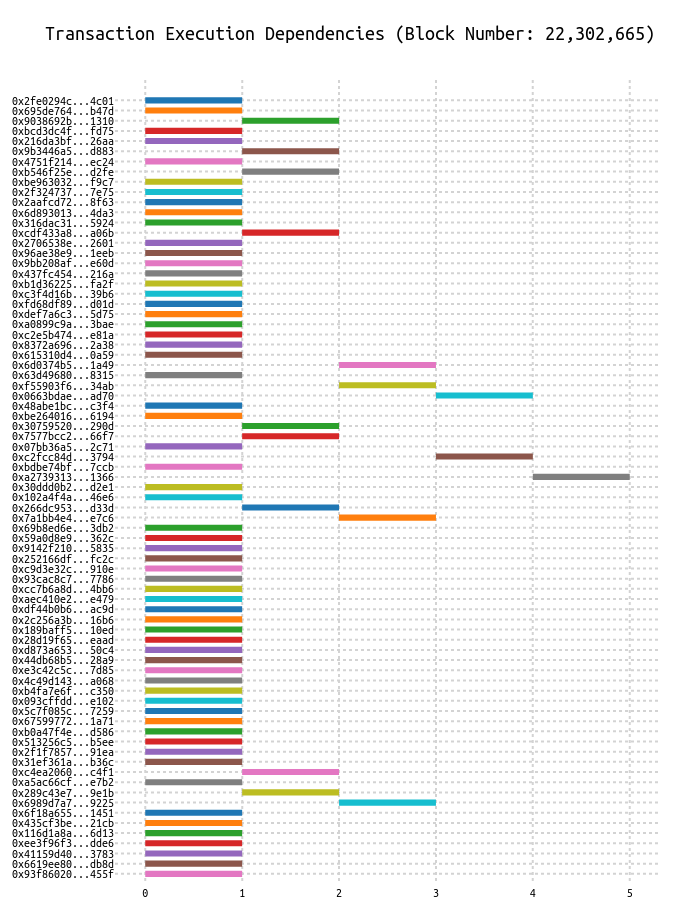 Transaction Execution Dependencies (Block Number: 22,302,665)
0x2fe0294c...4c01
0x695de764...b47d
0x9038692b...1310
0xbcd3dc4f...fd75
0x216da3bf...26aa
0x9b3446a5...d883
0x4751f214...ec24
0xb546f25e...d2fe
0xbe963032...f9c7
0x2f324737...7e75
0x2aafcd72...8f63
0x6d893013...4da3
0x316dac31...5924
0xcdf433a8...a06b
0x2706538e...2601
0x96ae38e9...1eeb
0x9bb208af...e60d
0x437fc454...216a
0xb1d36225...fa2f
0xc3f4d16b...39b6
0xfd68df89...d01d
0xdef7a6c3...5d75
0xa0899c9a...3bae
0xc2e5b474...e81a
0x8372a696...2a38
0x615310d4...0a59
0x6d0374b5...1a49
0x63d49680...8315
0xf55903f6...34ab
0x0663bdae...ad70
0x48abe1bc...c3f4
0xbe264016...6194
0x30759520...290d
0x7577bcc2...66f7
0x07bb36a5...2c71
0xc2fcc84d...3794
0xbdbe74bf...7ccb
0xa2739313...1366
0x30ddd0b2...d2e1
0x102a4f4a...46e6
0x266dc953...d33d
0x7a1bb4e4...e7c6
0x69b8ed6e...3db2
0x59a0d8e9...362c
0x9142f210...5835
0x252166df...fc2c
0xc9d3e32c...910e
0x93cac8c7...7786
0xcc7b6a8d...4bb6
0xaec410e2...e479
0xdf44b0b6...ac9d
0x2c256a3b...16b6
0x189baff5...10ed
0x28d19f65...eaad
0xd873a653...50c4
0x44db68b5...28a9
0xe3c42c5c...7d85
0x4c49d143...a068
0xb4fa7e6f...c350
0x093cffdd...e102
0x5c7f085c...7259
0x67599772...1a71
0xb0a47f4e...d586
0x513256c5...b5ee
0x2f1f7857...91ea
0x31ef361a...b36c
0xc4ea2060...c4f1
0xa5ac66cf...e7b2
0x289c43e7...9e1b
0x6989d7a7...9225
0x6f18a655...1451
0x435cf3be...21cb
0x116d1a8a...6d13
0xee3f96f3...dde6
0x41159d40...3783
0x6619ee80...db8d
0x93f86020...455f
0 1 2 3 4 5